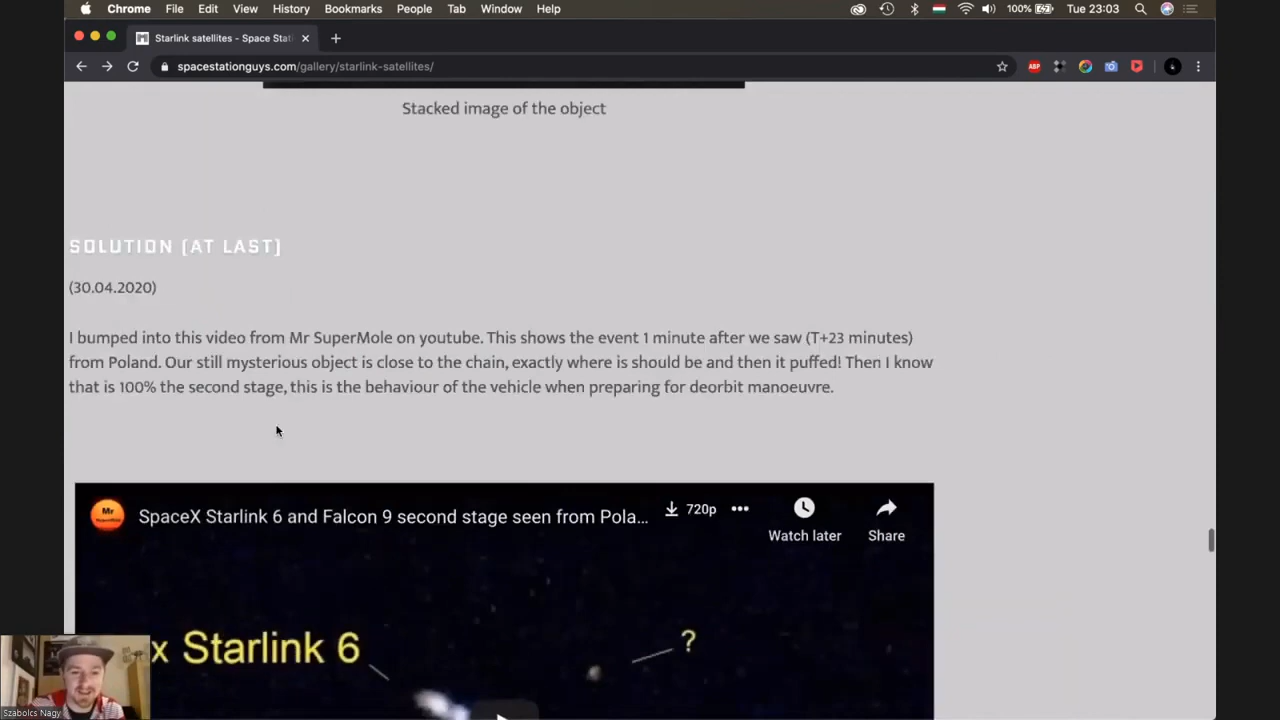 Chrome File Edit View History Bookmarks People Tab Window Help 100% Tue 23:03
Starlink satellites - Space Stati
spacestationguys.com/gallery/starlink-satellites/
ABP
Stacked image of the object
SOLUTION [AT LAST]
(30.04.2020)
I bumped into this video from Mr SuperMole on youtube. This shows the event 1 minute after we saw (T+23 minutes)
from Poland. Our still mysterious object is close to the chain, exactly where is should be and then it puffed! Then I know
that is 100% the second stage, this is the behaviour of the vehicle when preparing for deorbit manoeuvre.
Mr
SuperMole
SpaceX Starlink 6 and Falcon 9 second stage seen from Pola...
720p
Watch later
Share
x Starlink 6
?
Szabolcs Nagy